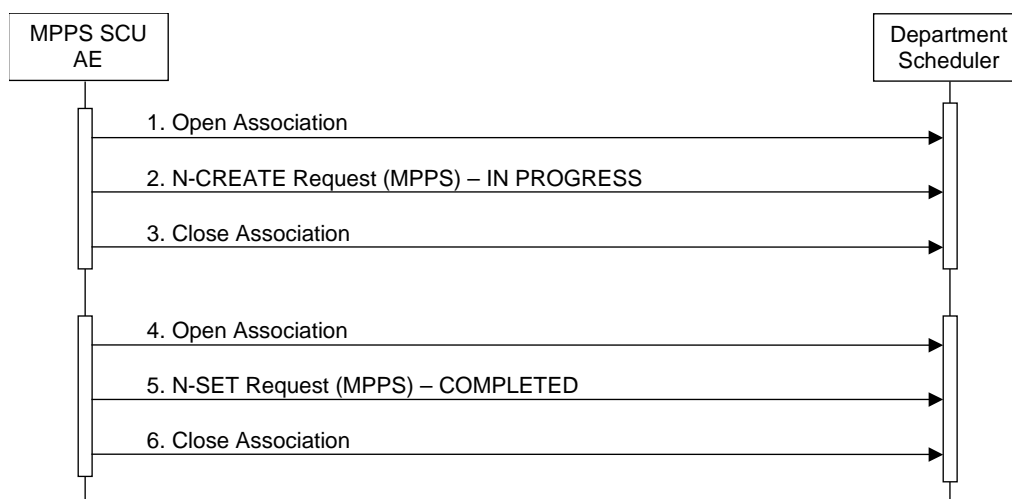 MPPS SCU
AE
Department
Scheduler
1. Open Association
2. N-CREATE Request (MPPS) – IN PROGRESS
3. Close Association
4. Open Association
5. N-SET Request (MPPS) – COMPLETED
6. Close Association